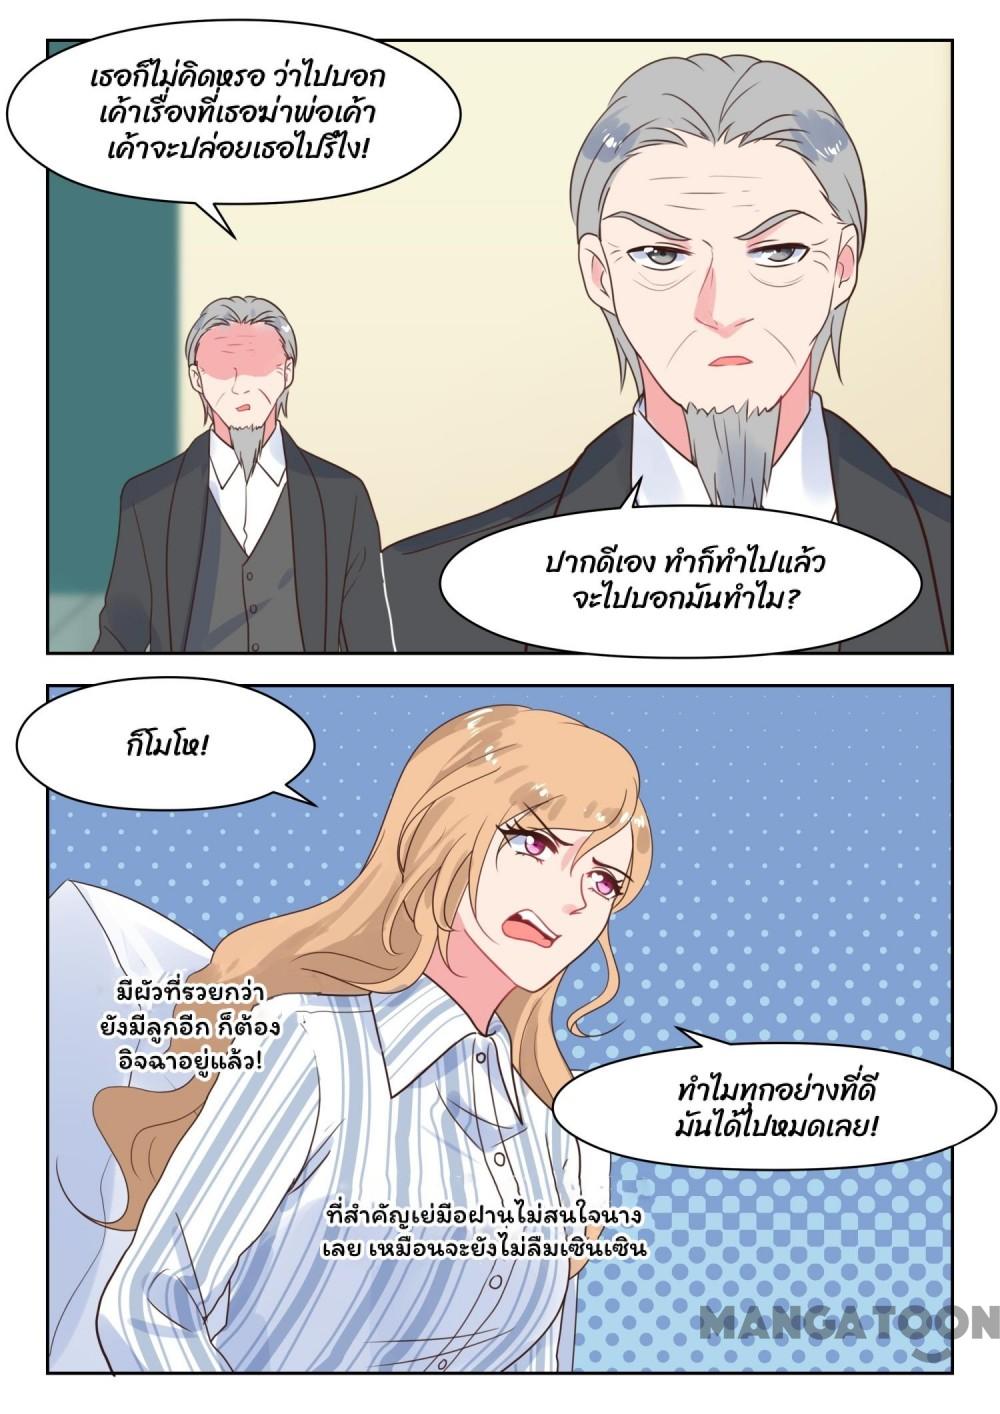 เธอก็ไม่คิดหรอ ว่าไปบอก
เค้าเรื่องที่เธอฆ่าพ่อเค้า
เค้าจะปล่อยเธอไปรึไง!
ปากดีเอง ทำก็ทำไปแล้ว
จะไปบอกมันทำไม?
ก็โมโห!
มีผัวที่รวยกว่า
ยังมีลูกอีก ก็ต้อง
อิจฉาอยู่แล้ว!
ทำไมทุกอย่างที่ดี
มันได้ไปหมดเลย!
ที่สำคัญเย่มีอฝานไม่สนใจนาง
เลย เหมือนจะยังไม่ลืมเซินเซิน
MANGATOON